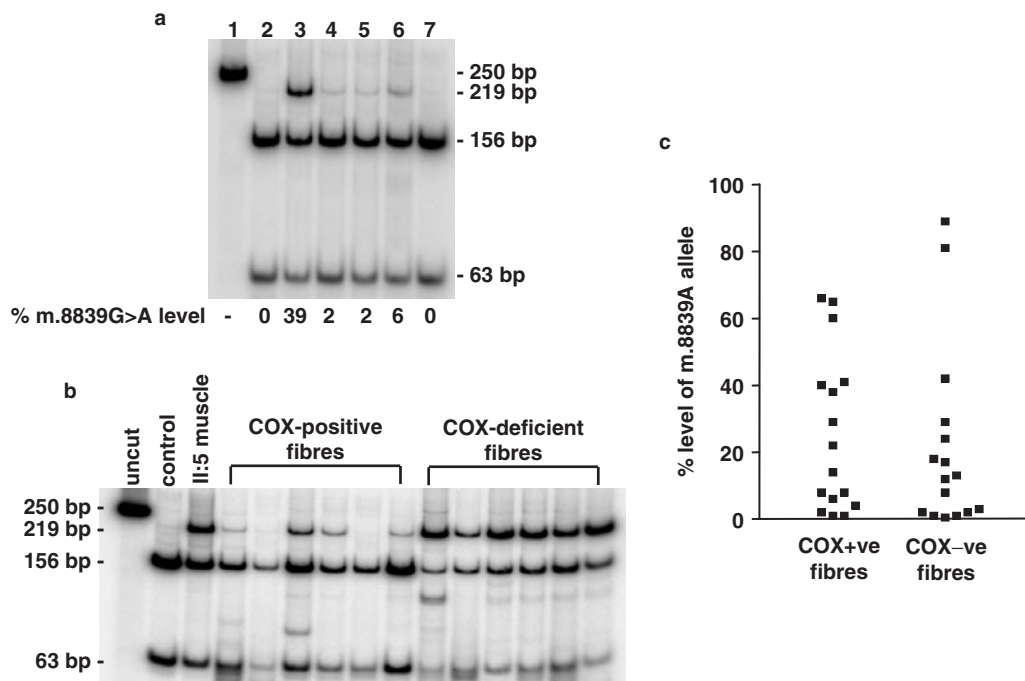 a
1 2 3 4 5 6 7
- 250 bp
- 219 bp
- 156 bp
- 63 bp
% m.8839G>A level - 0 39 2 2 6 0
b
uncut
control
II:5 muscle
COX-positive
fibres
COX-deficient
fibres
250 bp -
219 bp -
156 bp -
63 bp -
c
% level of m.8839A allele
100
80
60
40
20
0
COX+ve
fibres
COX–ve
fibres